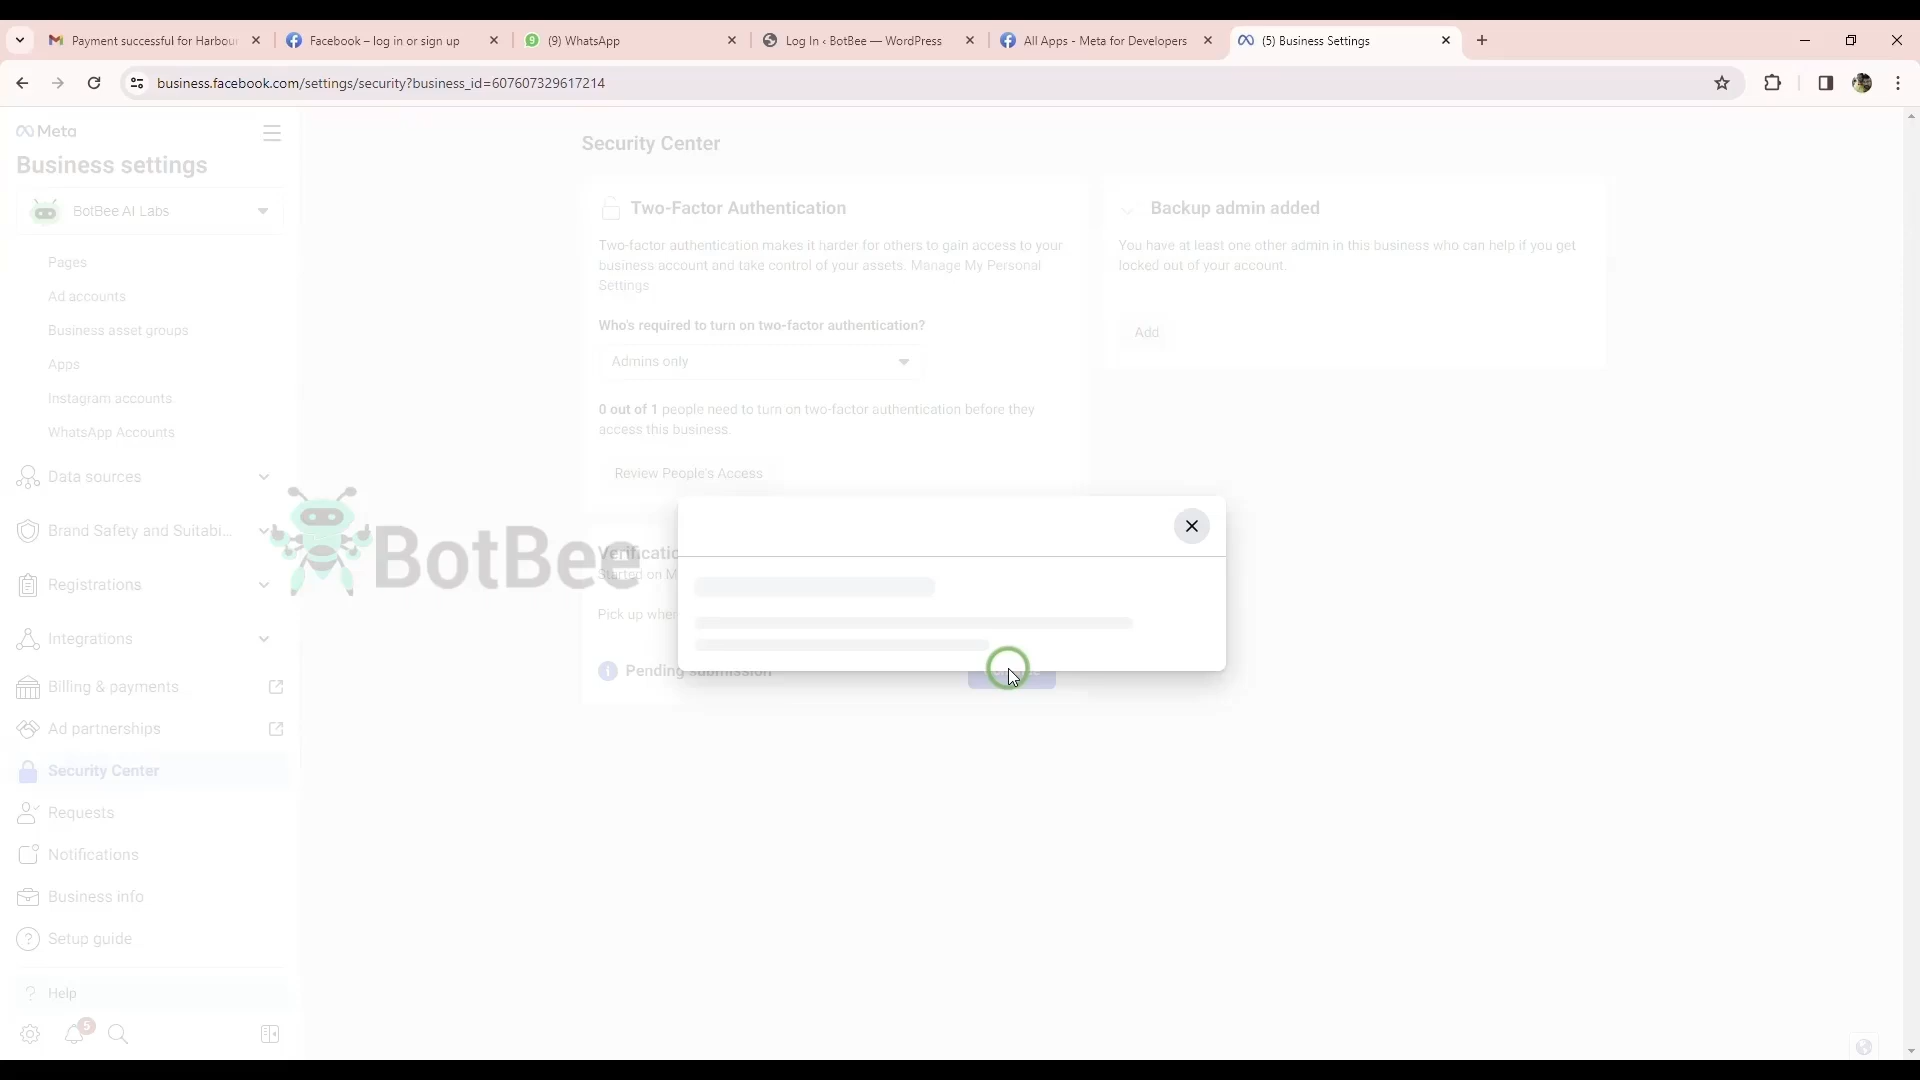 Payment successful for Harbour
Facebook – log in or sign up
(9) WhatsApp
Log In ‹ BotBee — WordPress
All Apps - Meta for Developers
(5) Business Settings
business.facebook.com/settings/security?business_id=607607329617214
Meta
Business settings
BotBee AI Labs
Pages
Ad accounts
Business asset groups
Apps
Instagram accounts
WhatsApp Accounts
Data sources
Brand Safety and Suitabi...
Registrations
Integrations
Billing & payments
Ad partnerships
Security Center
Requests
Notifications
Business info
Setup guide
Help
5
Security Center
Two-Factor Authentication
Two-factor authentication makes it harder for others to gain access to your
business account and take control of your assets. Manage My Personal
Settings
Who's required to turn on two-factor authentication?
Admins only
0 out of 1 people need to turn on two-factor authentication before they
access this business.
Review People's Access
Backup admin added
You have at least one other admin in this business who can help if you get
locked out of your account.
Add
BotBee
Started on
Pick up
Pending submission